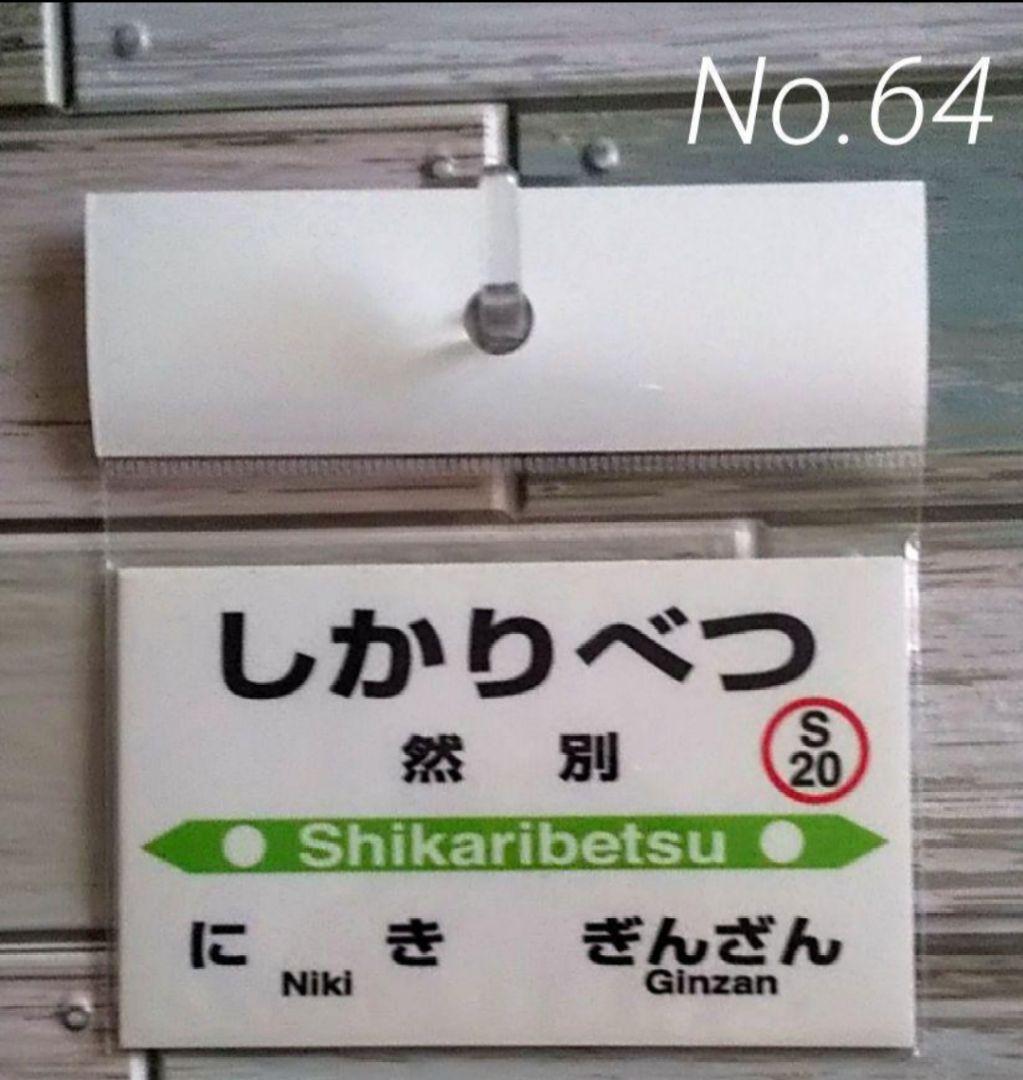 No.64
しかりべつ
然別
S
20
Shikaribetsu
にき ぎんざん
Niki Ginzan